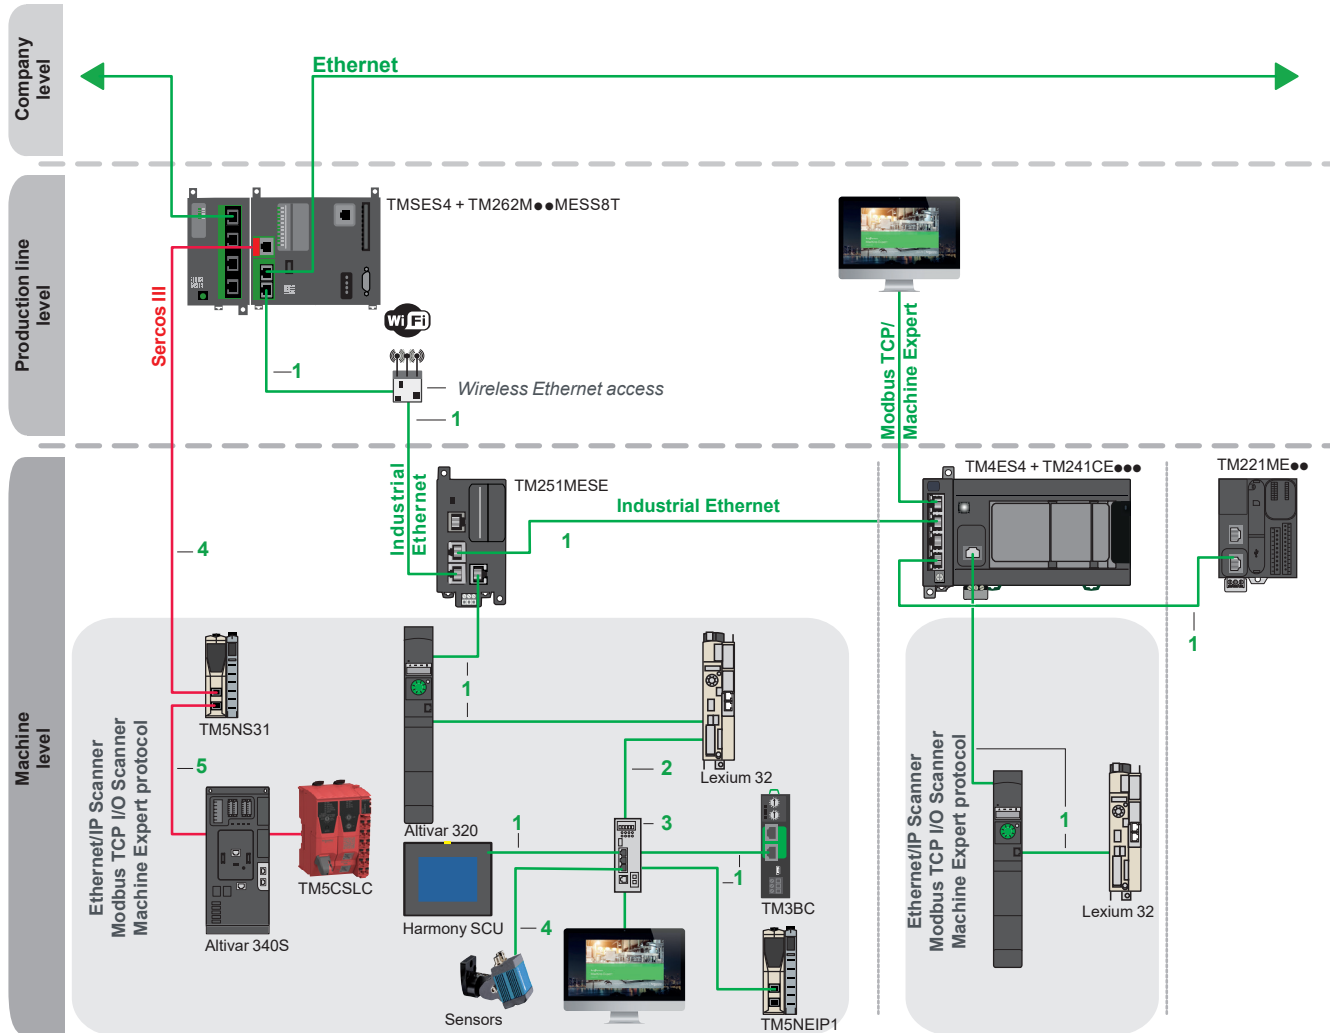 Company
level
Ethernet
Production line
level
TMSES4 + TM262M●●MESS8T
Sercos III
Wi Fi
1
Wireless Ethernet access
1
Modbus TCP/
Machine Expert
Machine
level
TM251MESE
Industrial
Ethernet
Industrial Ethernet
1
TM4ES4 + TM241CE●●●
TM221ME●●
1
4
TM5NS31
5
Ethernet/IP Scanner
Modbus TCP I/O Scanner
Machine Expert protocol
Altivar 340S
TM5CSLC
Altivar 320
1
Lexium 32
2
3
1
Harmony SCU
1
TM3BC
4
Sensors
TM5NEIP1
Ethernet/IP Scanner
Modbus TCP I/O Scanner
Machine Expert protocol
1
Lexium 32